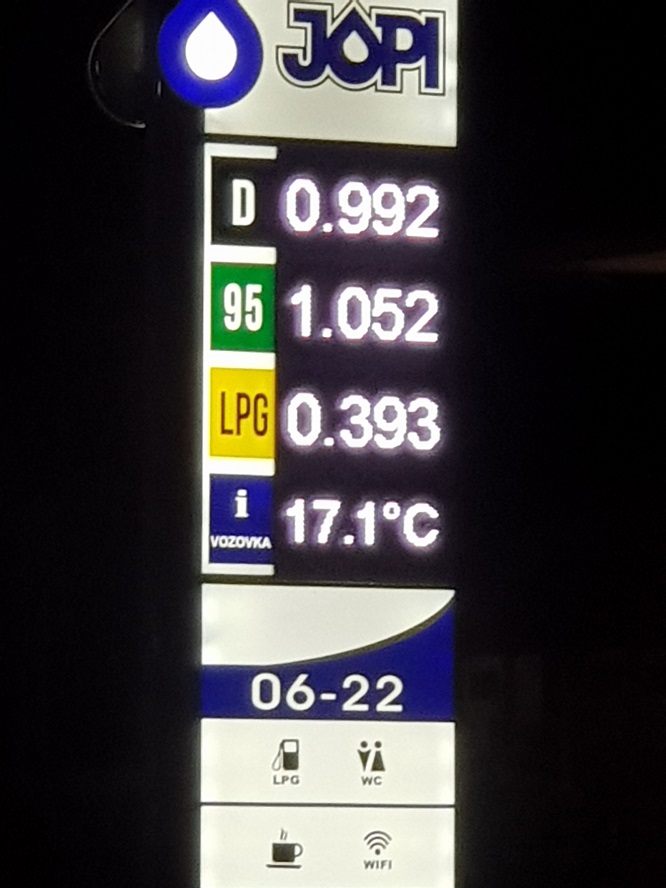 JOPI
D 0.992
95 1.052
LPG 0.393
i 17.1°C
VOZOVKA
06-22
LPG WC
WIFI